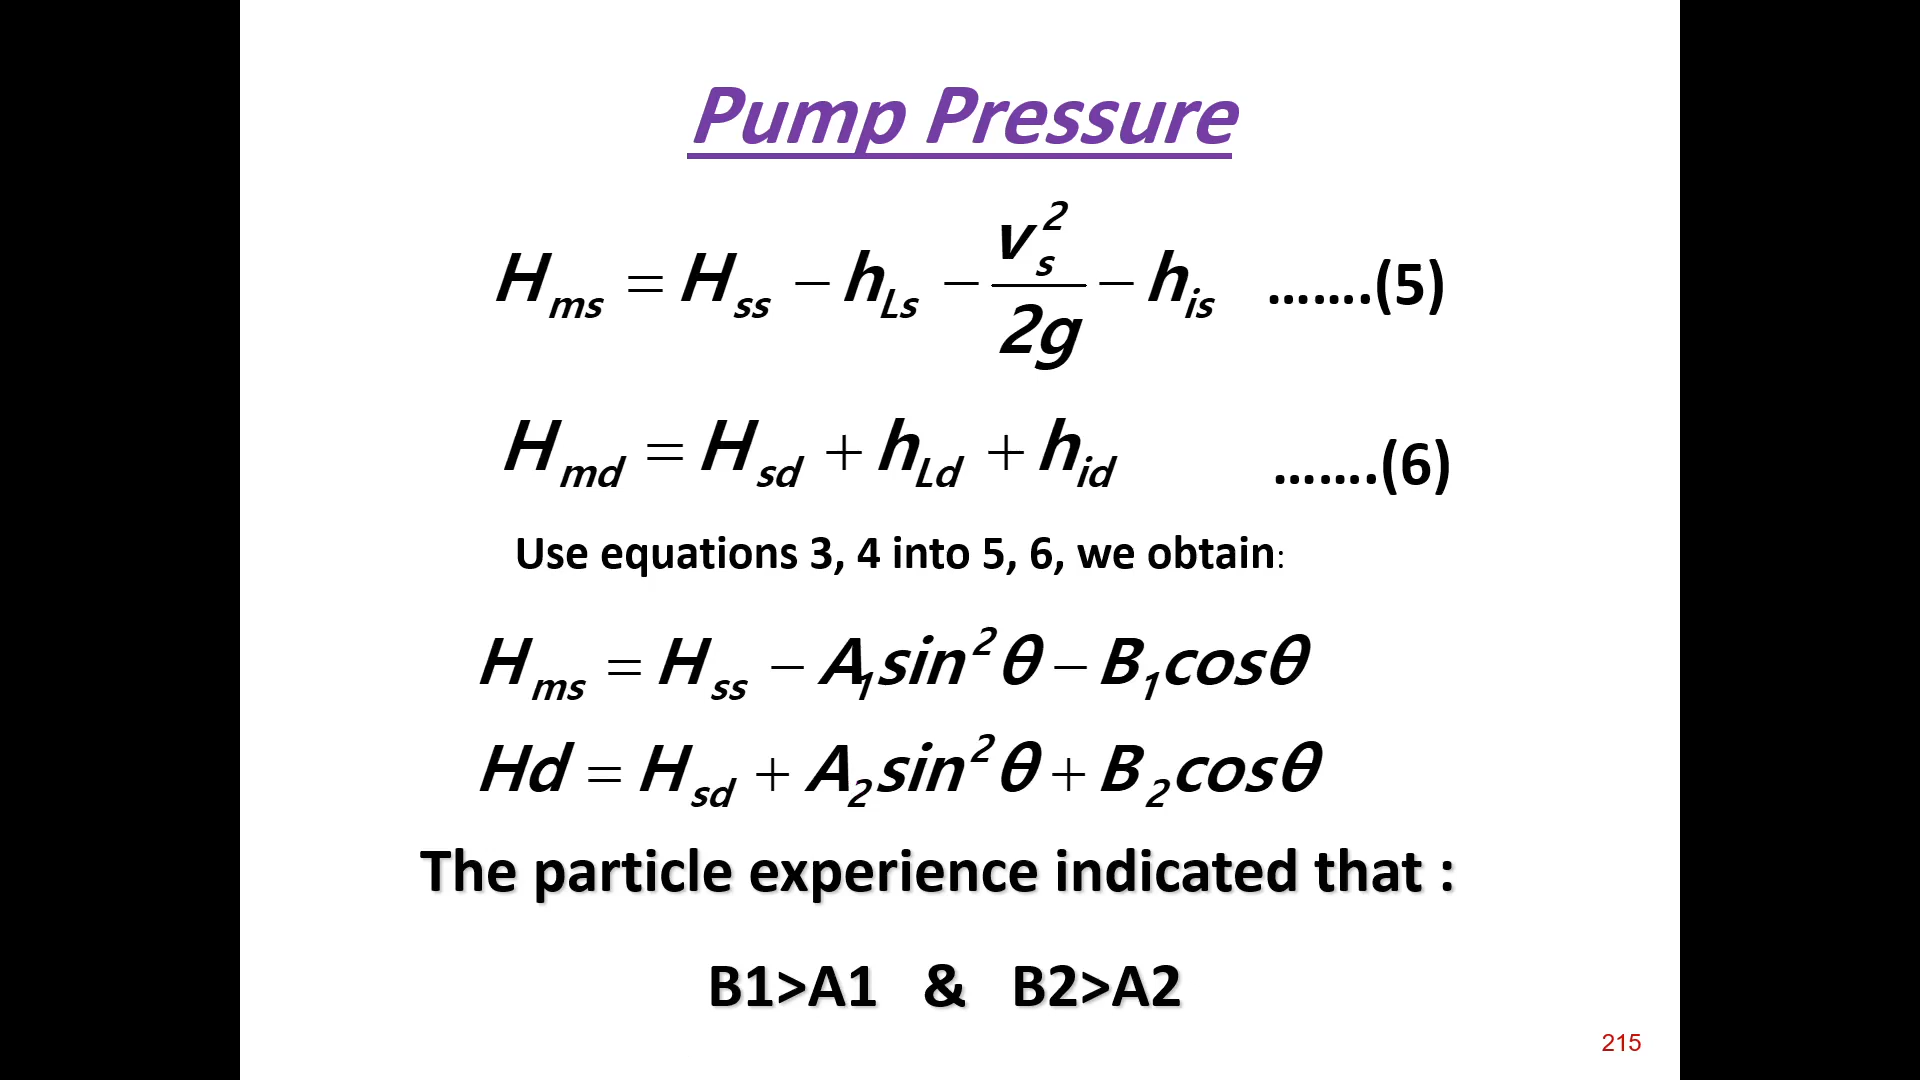 Pump Pressure
H_ms = H_ss − h_Ls − v_s^2/2g − h_is …….(5)
H_md = H_sd + h_Ld + h_id …….(6)
Use equations 3, 4 into 5, 6, we obtain:
H_ms = H_ss − A_1 sin^2 θ − B_1 cosθ
Hd = H_sd + A_2 sin^2 θ + B_2 cosθ
The particle experience indicated that :
B1>A1 & B2>A2
215